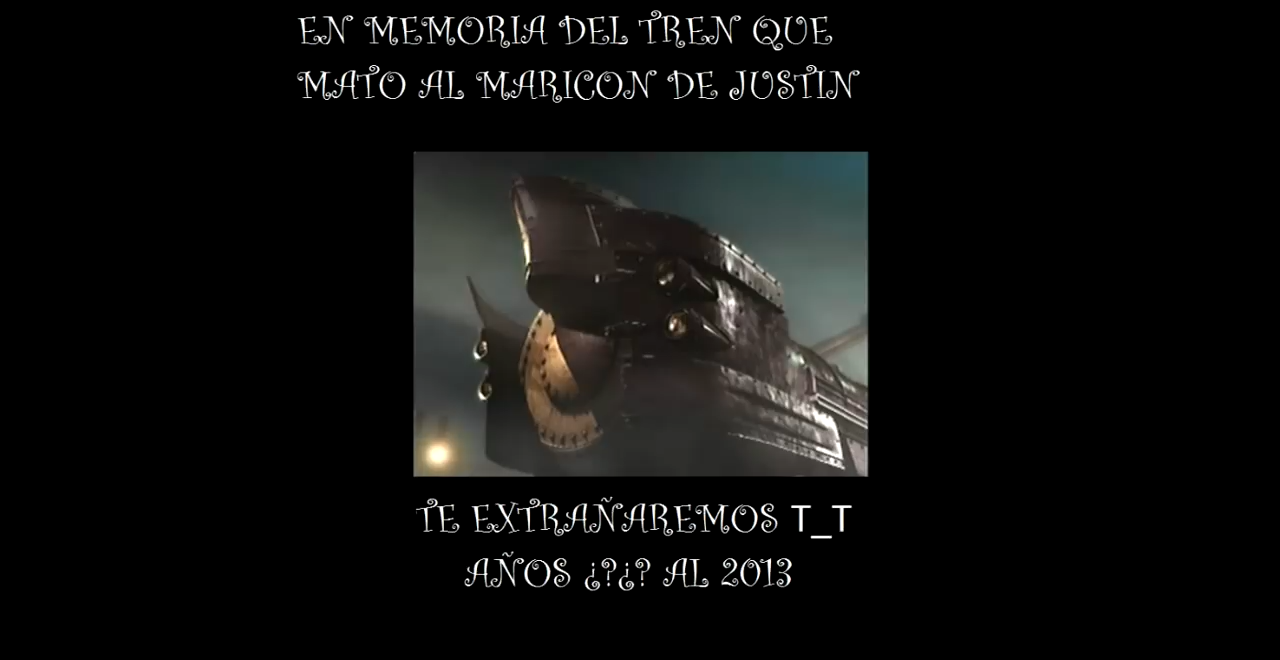 EN MEMORIA DEL TREN QUE
MATO AL MARICON DE JUSTIN
TE EXTRAÑAREMOS T_T
AÑOS ¿?¿? AL 2013